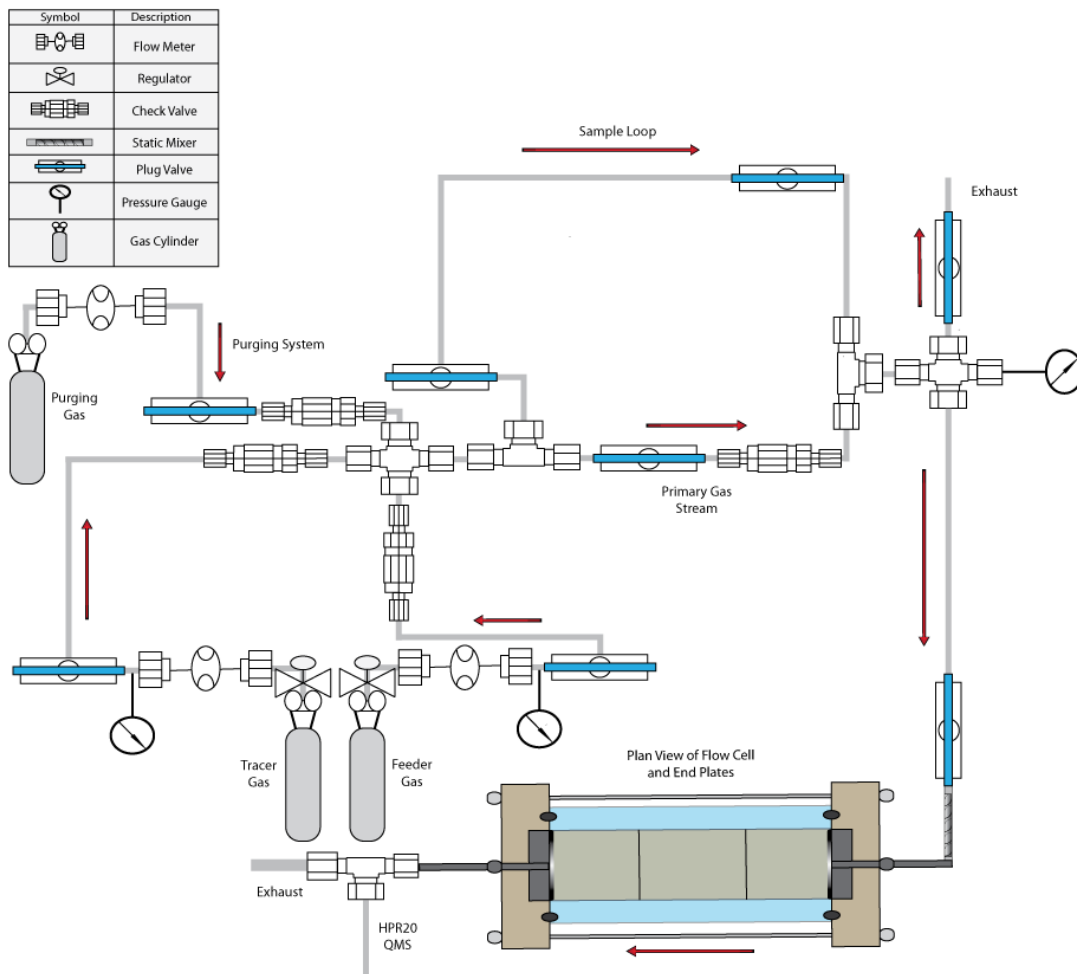 Symbol Description
Flow Meter
Regulator
Check Valve
Static Mixer
Plug Valve
Pressure Gauge
Gas Cylinder
Sample Loop
Exhaust
Purging System
Purging
Gas
Primary Gas
Stream
Tracer
Gas
Feeder
Gas
Plan View of Flow Cell
and End Plates
Exhaust
HPR20
QMS